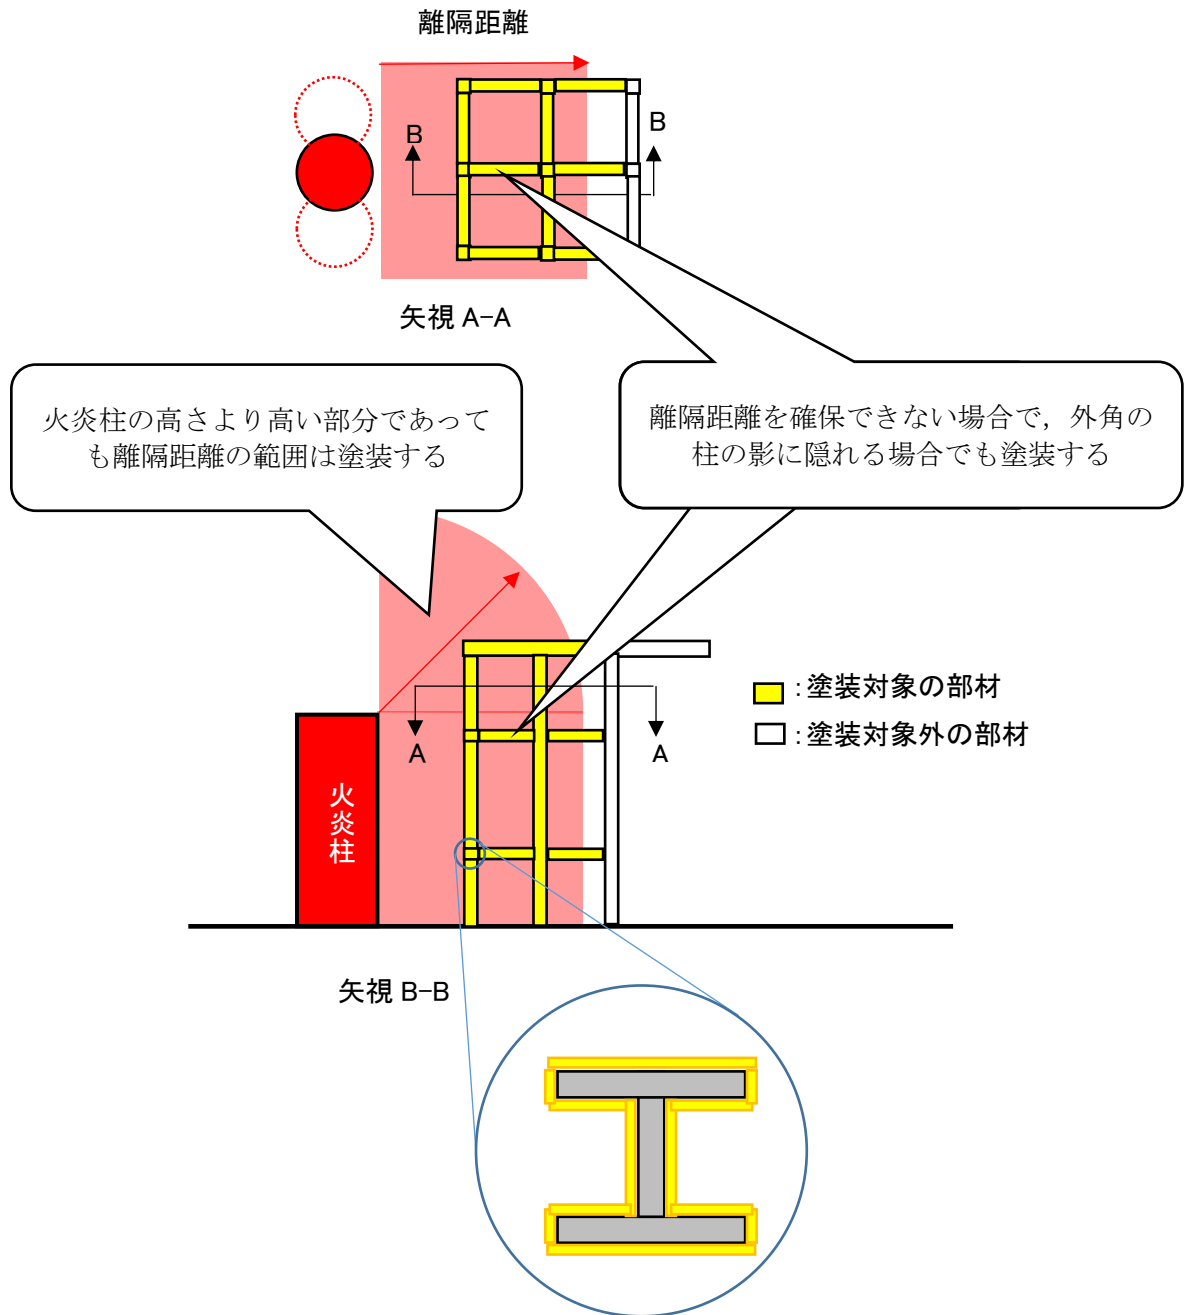 離隔距離
B
B
矢視 A-A
火炎柱の高さより高い部分であって
も離隔距離の範囲は塗装する
離隔距離を確保できない場合で，外角の
柱の影に隠れる場合でも塗装する
：塗装対象の部材
：塗装対象外の部材
A
A
火炎柱
矢視 B-B